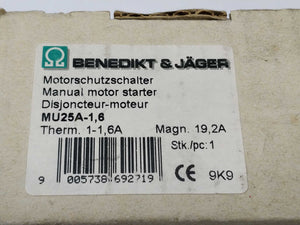 Ω BENEDIKT & JÄGER
Motorschutzschalter
Manual motor starter
Disjoncteur-moteur
MU25A-1,6
Therm. 1-1,6A Magn. 19,2A
Stk./pc:1
9 005738 692719 CE 9K9